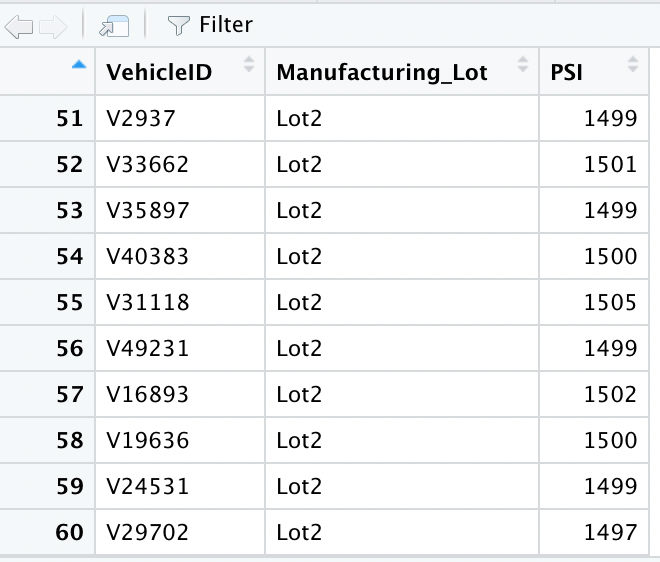 Filter
VehicleID Manufacturing_Lot PSI
51 V2937 Lot2 1499
52 V33662 Lot2 1501
53 V35897 Lot2 1499
54 V40383 Lot2 1500
55 V31118 Lot2 1505
56 V49231 Lot2 1499
57 V16893 Lot2 1502
58 V19636 Lot2 1500
59 V24531 Lot2 1499
60 V29702 Lot2 1497